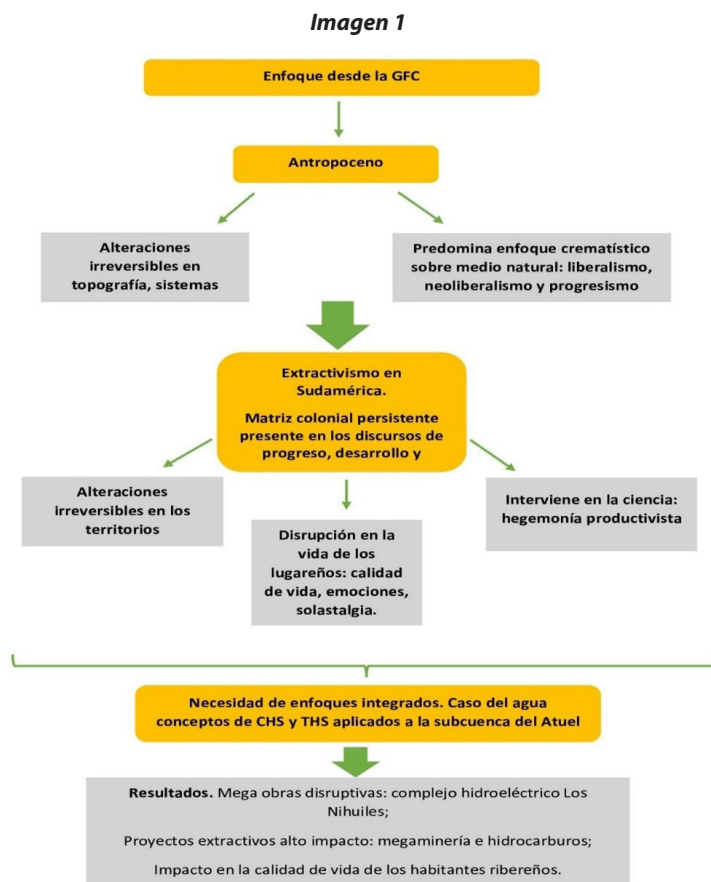 Imagen 1
Enfoque desde la GFC
Antropoceno
Alteraciones
irreversibles en
topografía, sistemas
Predomina enfoque crematístico
sobre medio natural: liberalismo,
neoliberalismo y progresismo
Extractivismo en
Sudamérica.
Matriz colonial persistente
presente en los discursos de
progreso, desarrollo y
Alteraciones
irreversibles en los
territorios
Disrupción en la
vida de los
lugareños: calidad
de vida, emociones,
solastalgia.
Interviene en la ciencia:
hegemonía productivista
Necesidad de enfoques integrados. Caso del agua
conceptos de CHS y THS aplicados a la subcuenca del Atuel
Resultados. Mega obras disruptivas: complejo hidroeléctrico Los
Nihuiles;
Proyectos extractivos alto impacto: megaminería e hidrocarburos;
Impacto en la calidad de vida de los habitantes ribereños.